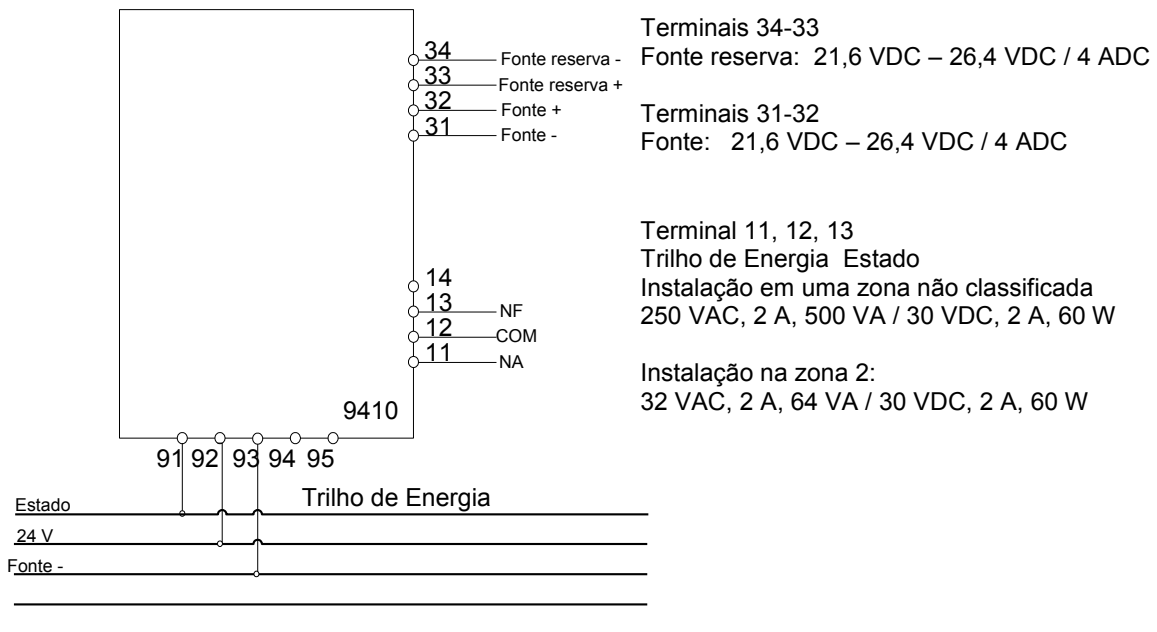 34 Fonte reserva -
33 Fonte reserva +
32 Fonte +
31 Fonte -
Terminais 34-33
Fonte reserva: 21,6 VDC – 26,4 VDC / 4 ADC
Terminais 31-32
Fonte: 21,6 VDC – 26,4 VDC / 4 ADC
14
13 NF
12 COM
11 NA
Terminal 11, 12, 13
Trilho de Energia Estado
Instalação em uma zona não classificada
250 VAC, 2 A, 500 VA / 30 VDC, 2 A, 60 W
Instalação na zona 2:
32 VAC, 2 A, 64 VA / 30 VDC, 2 A, 60 W
9410
91 92 93 94 95
Trilho de Energia
Estado
24 V
Fonte -